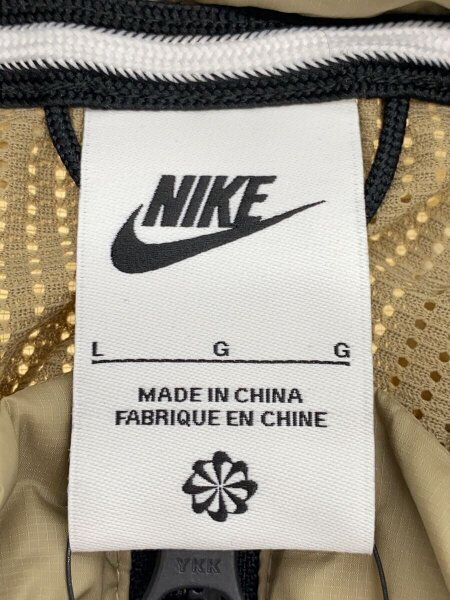 NIKE
L G G
MADE IN CHINA
FABRIQUE EN CHINE
YKK